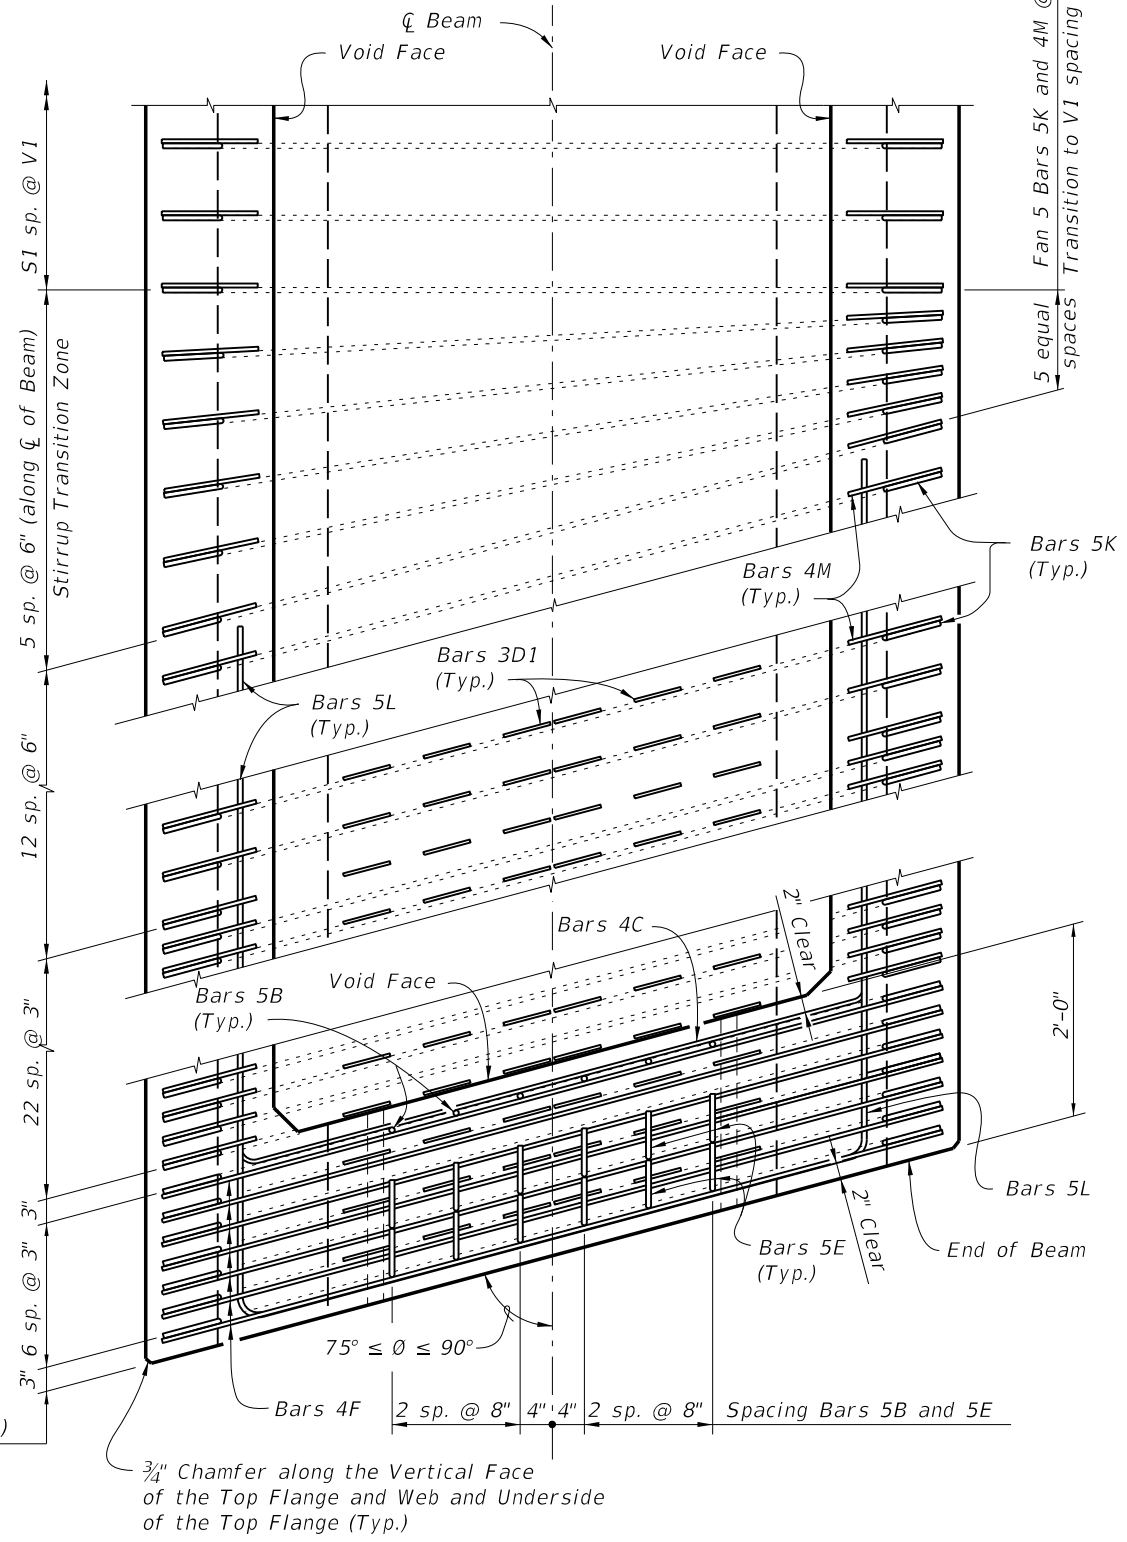 ℄ Beam
Void Face
Void Face
Fan 5 Bars 5K and 4M @
Transition to V1 spacing
S1 sp. @ V1
5 sp. @ 6" (along ℄ of Beam)
Stirrup Transition Zone
5 equal
spaces
Bars 5K
(Typ.)
Bars 4M
(Typ.)
Bars 3D1
(Typ.)
Bars 5L
(Typ.)
12 sp. @ 6"
2" Clear
Bars 4C
Void Face
Bars 5B
(Typ.)
2'-0"
22 sp. @ 3"
3"
6 sp. @ 3"
3"
Bars 5L
2" Clear
Bars 5E
(Typ.)
End of Beam
75° ≤ Ø ≤ 90°
Bars 4F
2 sp. @ 8" 4" 4" 2 sp. @ 8" Spacing Bars 5B and 5E
)
¾" Chamfer along the Vertical Face
of the Top Flange and Web and Underside
of the Top Flange (Typ.)